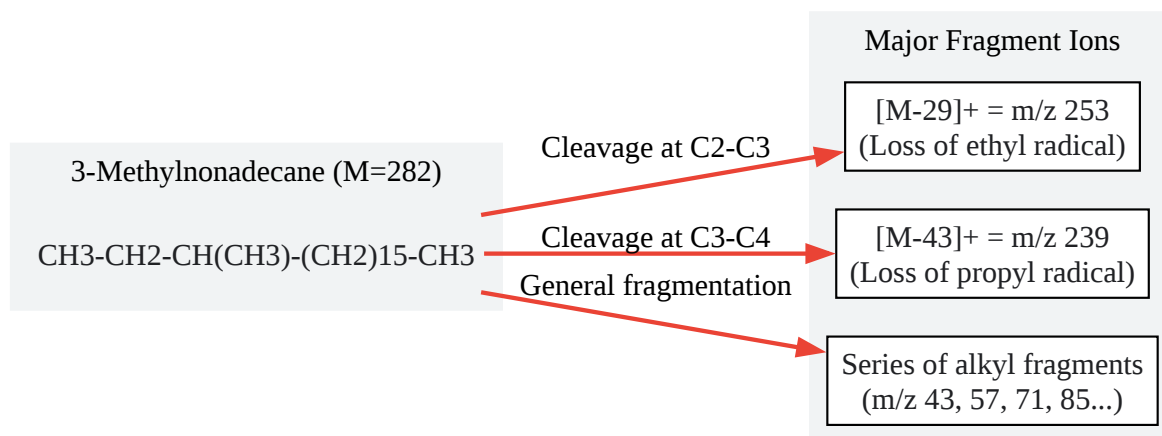 Major Fragment Ions
[M-29]+ = m/z 253
(Loss of ethyl radical)
Cleavage at C2-C3
3-Methylnonadecane (M=282)
CH3-CH2-CH(CH3)-(CH2)15-CH3
Cleavage at C3-C4
[M-43]+ = m/z 239
(Loss of propyl radical)
General fragmentation
Series of alkyl fragments
(m/z 43, 57, 71, 85...)